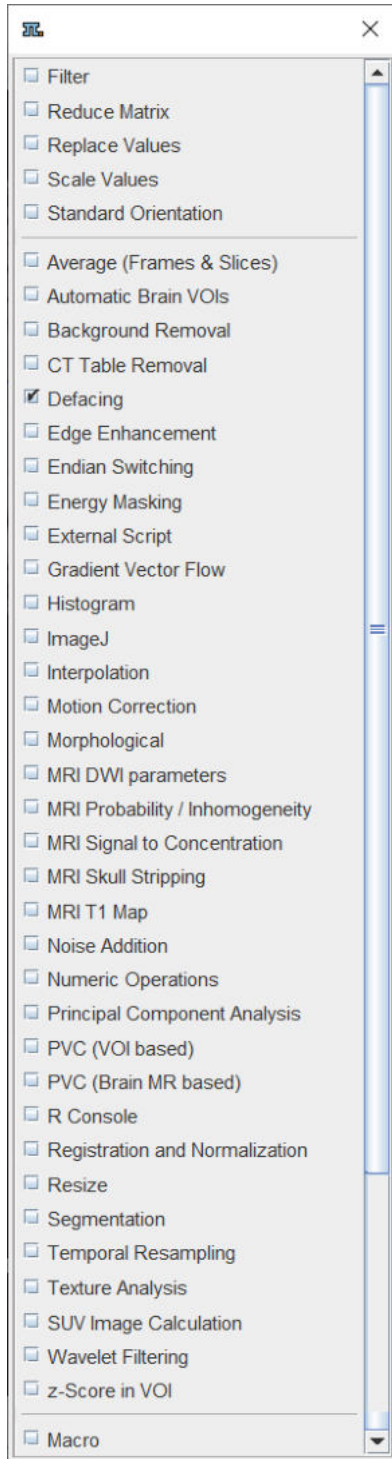 Filter
Reduce Matrix
Replace Values
Scale Values
Standard Orientation
Average (Frames & Slices)
Automatic Brain VOIs
Background Removal
CT Table Removal
Defacing
Edge Enhancement
Endian Switching
Energy Masking
External Script
Gradient Vector Flow
Histogram
ImageJ
Interpolation
Motion Correction
Morphological
MRI DWI parameters
MRI Probability / Inhomogeneity
MRI Signal to Concentration
MRI Skull Stripping
MRI T1 Map
Noise Addition
Numeric Operations
Principal Component Analysis
PVC (VOI based)
PVC (Brain MR based)
R Console
Registration and Normalization
Resize
Segmentation
Temporal Resampling
Texture Analysis
SUV Image Calculation
Wavelet Filtering
z-Score in VOI
Macro